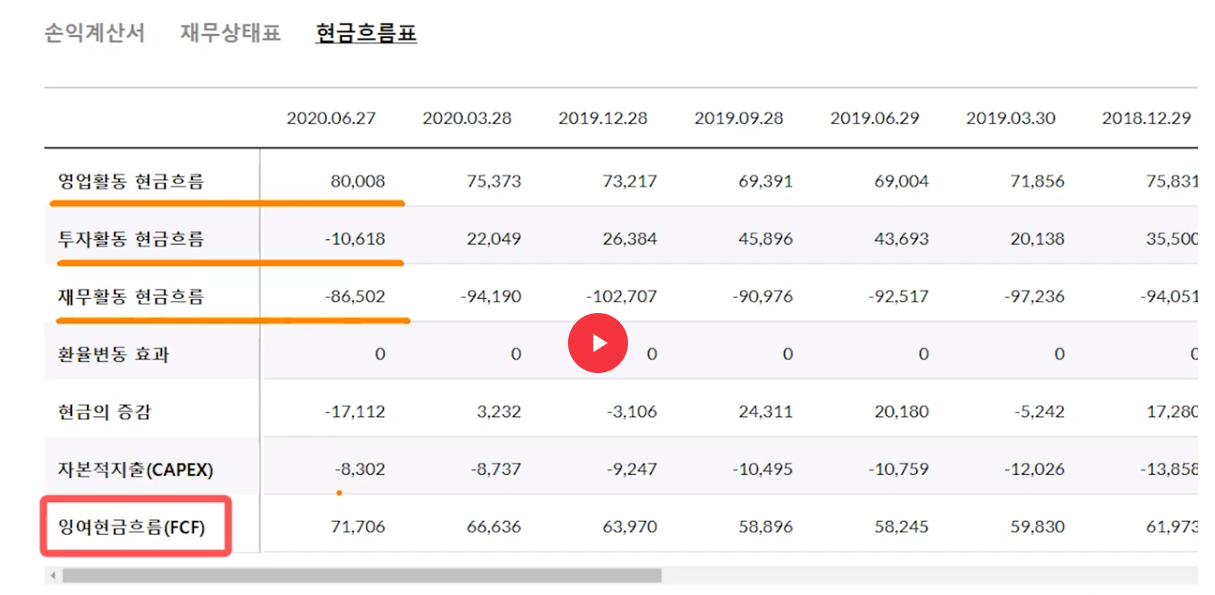 손익계산서 재무상태표 현금흐름표
2020.06.27 2020.03.28 2019.12.28 2019.09.28 2019.06.29 2019.03.30 2018.12.29
영업활동 현금흐름 80,008 75,373 73,217 69,391 69,004 71,856 75,831
투자활동 현금흐름 -10,618 22,049 26,384 45,896 43,693 20,138 35,500
재무활동 현금흐름 -86,502 -94,190 -102,707 -90,976 -92,517 -97,236 -94,051
환율변동 효과 0 0 0 0 0 0 0
현금의 증감 -17,112 3,232 -3,106 24,311 20,180 -5,242 17,280
자본적지출(CAPEX) -8,302 -8,737 -9,247 -10,495 -10,759 -12,026 -13,858
잉여현금흐름(FCF) 71,706 66,636 63,970 58,896 58,245 59,830 61,973